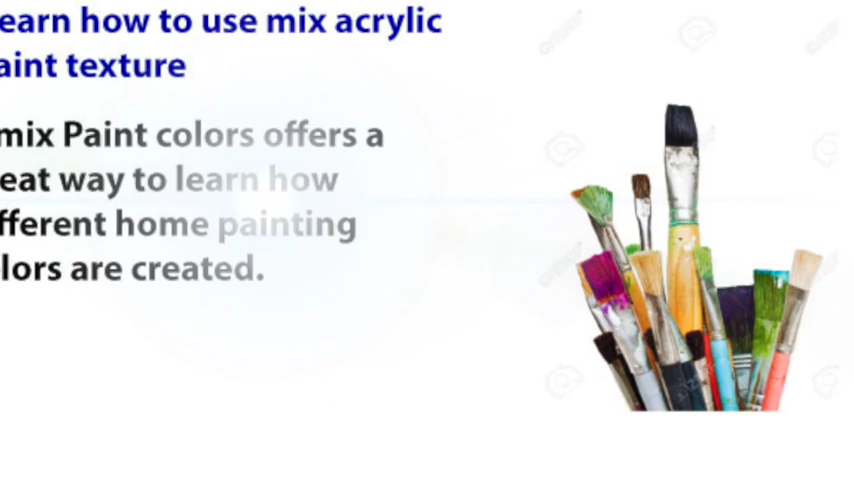 earn how to use mix acrylic
aint texture
mix Paint colors offers a
eat way to learn how
fferent home painting
lors are created.